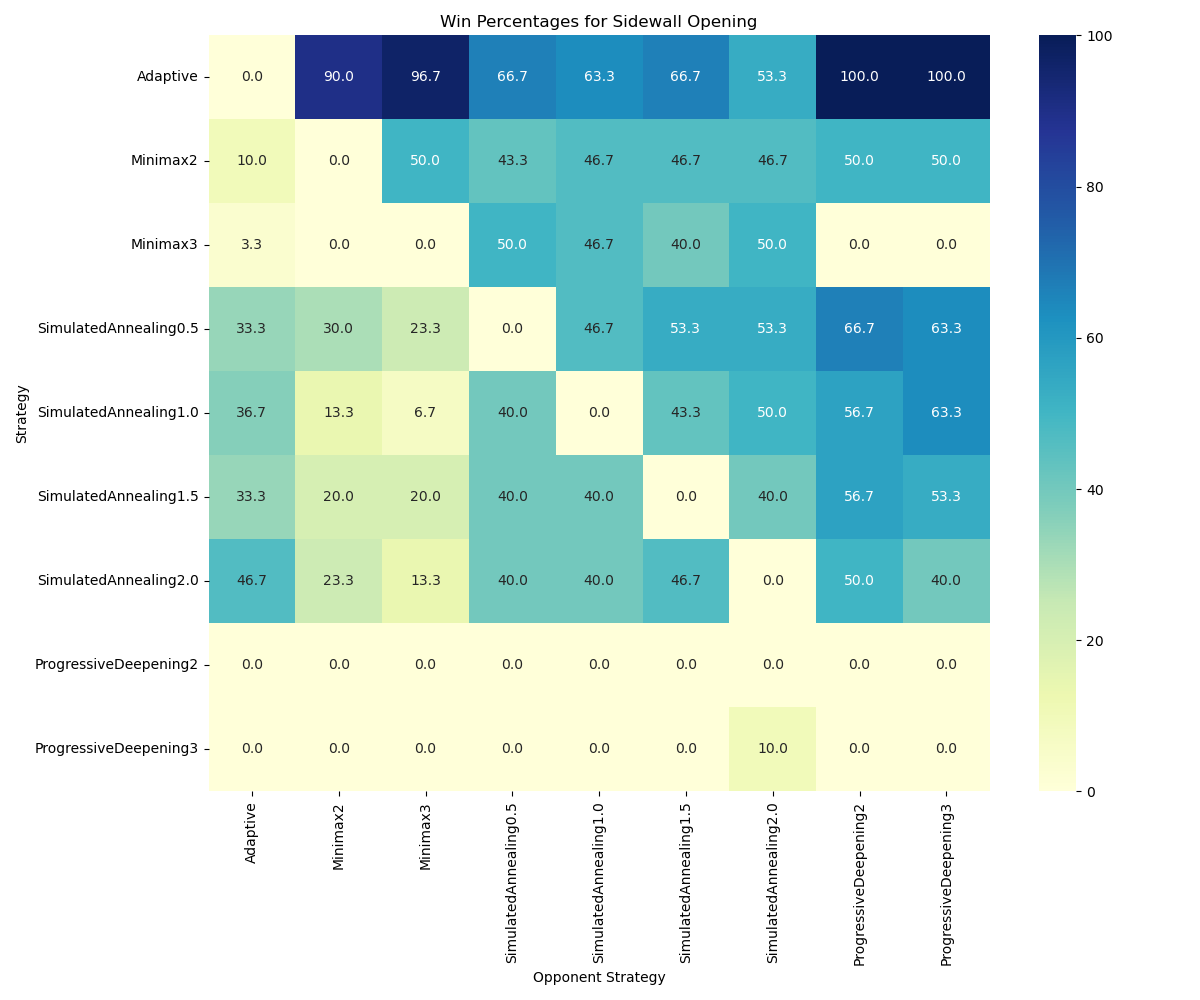 Win Percentages for Sidewall Opening
Adaptive 0.0 90.0 96.7 66.7 63.3 66.7 53.3 100.0 100.0
Minimax2 10.0 0.0 50.0 43.3 46.7 46.7 46.7 50.0 50.0
Minimax3 3.3 0.0 0.0 50.0 46.7 40.0 50.0 0.0 0.0
SimulatedAnnealing0.5 33.3 30.0 23.3 0.0 46.7 53.3 53.3 66.7 63.3
SimulatedAnnealing1.0 36.7 13.3 6.7 40.0 0.0 43.3 50.0 56.7 63.3
SimulatedAnnealing1.5 33.3 20.0 20.0 40.0 40.0 0.0 40.0 56.7 53.3
SimulatedAnnealing2.0 46.7 23.3 13.3 40.0 40.0 46.7 0.0 50.0 40.0
ProgressiveDeepening2 0.0 0.0 0.0 0.0 0.0 0.0 0.0 0.0 0.0
ProgressiveDeepening3 0.0 0.0 0.0 0.0 0.0 0.0 10.0 0.0 0.0
Strategy
Adaptive
Minimax2
Minimax3
SimulatedAnnealing0.5
SimulatedAnnealing1.0
SimulatedAnnealing1.5
SimulatedAnnealing2.0
ProgressiveDeepening2
ProgressiveDeepening3
Opponent Strategy
100
80
60
40
20
0